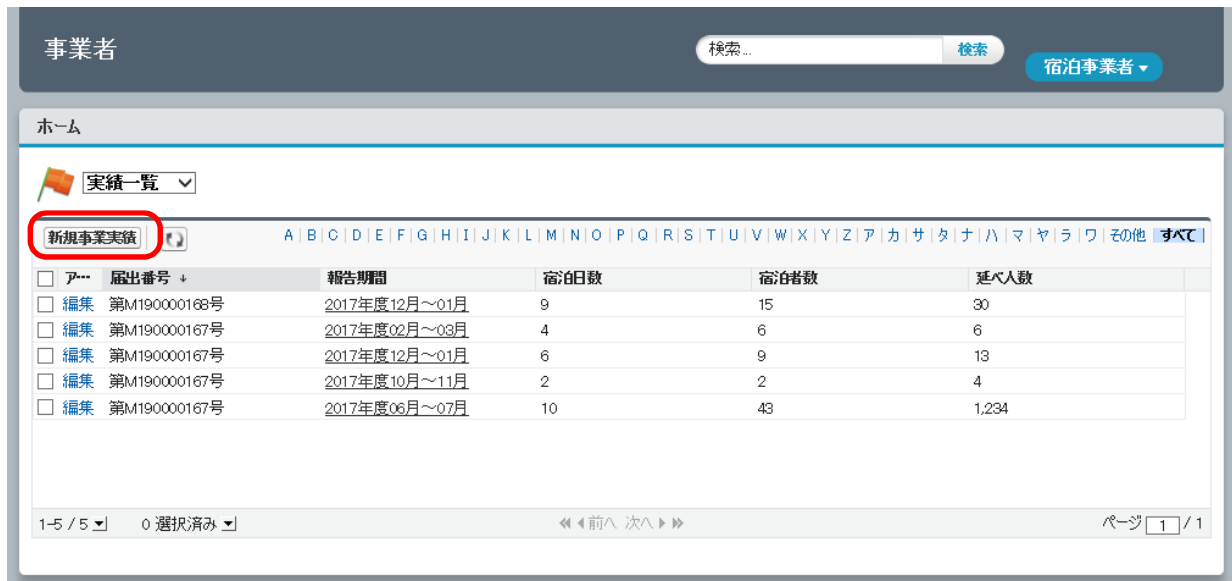 事業者
検索...
検索
宿泊事業者
ホーム
実績一覧
新規事業実績
A | B | C | D | E | F | G | H | I | J | K | L | M | N | O | P | Q | R | S | T | U | V | W | X | Y | Z | ア | カ | サ | タ | ナ | ハ | マ | ヤ | ラ | ワ | その他 | すべて |
ア… 届出番号 ↓ 報告期間 宿泊日数 宿泊者数 延べ人数
編集 第M190000168号 2017年度12月～01月 9 15 30
編集 第M190000167号 2017年度02月～03月 4 6 6
編集 第M190000167号 2017年度12月～01月 6 9 13
編集 第M190000167号 2017年度10月～11月 2 2 4
編集 第M190000167号 2017年度06月～07月 10 43 1,234
1-5 / 5 0 選択済み 前へ 次へ ページ 1 / 1